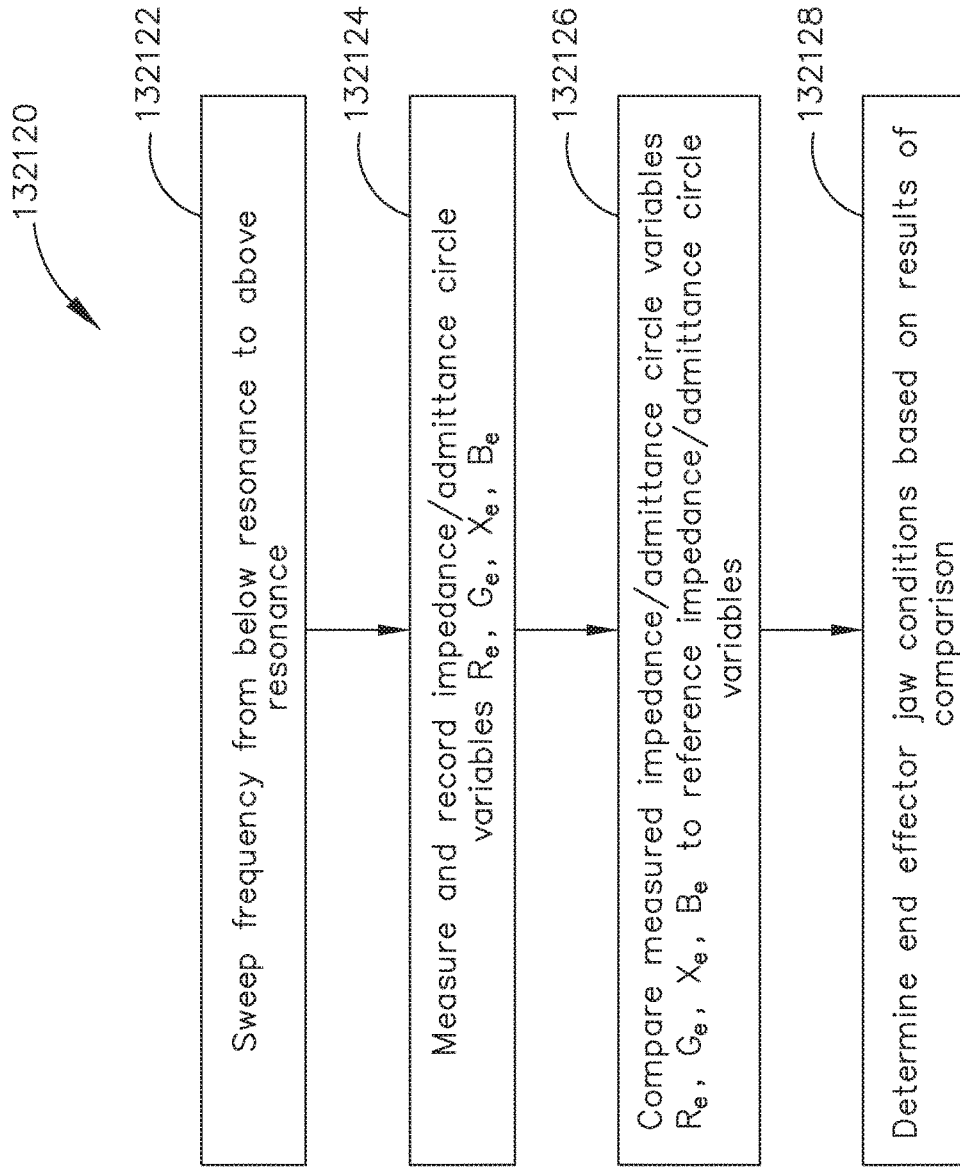 132120
132122
Sweep frequency from below resonance to above
resonance
132124
Measure and record impedance/admittance circle
variables Re, Ge, Xe, Be
132126
Compare measured impedance/admittance circle variables
Re, Ge, Xe, Be to reference impedance/admittance circle
variables
132128
Determine end effector jaw conditions based on results of
comparison